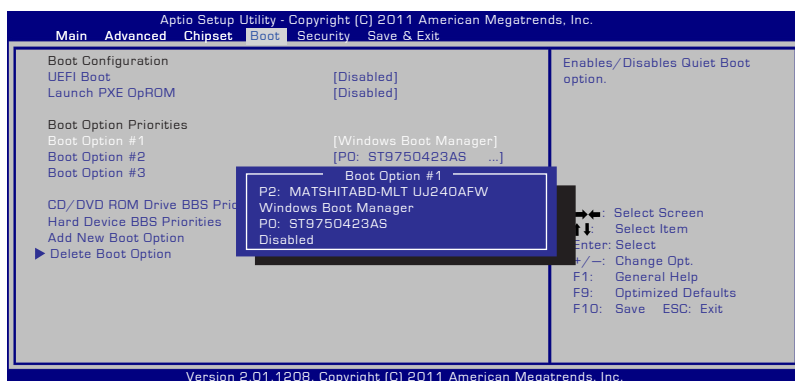 Aptio Setup Utility - Copyright (C) 2011 American Megatrends, Inc.
Main Advanced Chipset Boot Security Save & Exit
Boot Configuration
UEFI Boot [Disabled]
Launch PXE OpROM [Disabled]
Boot Option Priorities
Boot Option #1 [Windows Boot Manager]
Boot Option #2 [P0: ST9750423AS ...]
Boot Option #3
CD/DVD ROM Drive BBS Prio
Hard Device BBS Priorities
Add New Boot Option
Delete Boot Option
Boot Option #1
P2: MATSHITABD-MLT UJ240AFW
Windows Boot Manager
P0: ST9750423AS
Disabled
Enables/Disables Quiet Boot
option.
→←: Select Screen
↑↓: Select Item
Enter: Select
+/—: Change Opt.
F1: General Help
F9: Optimized Defaults
F10: Save ESC: Exit
Version 2.01.1208. Copyright (C) 2011 American Megatrends, Inc.